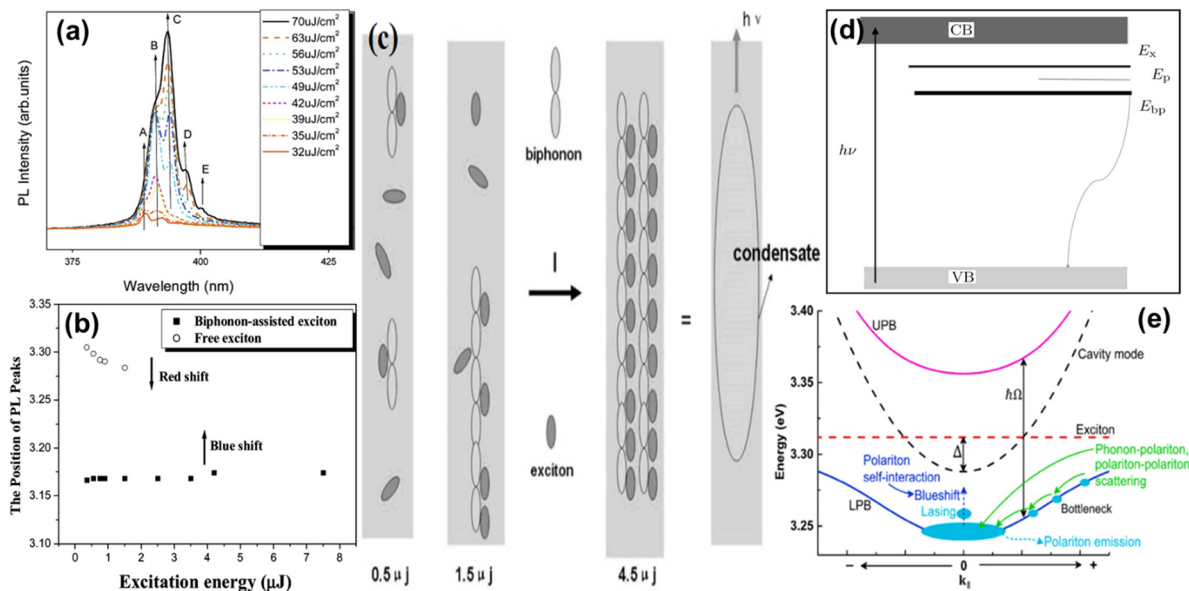 (a)
PL Intensity (arb.units)
A
B
C
D
E
70uJ/cm²
63uJ/cm²
56uJ/cm²
53uJ/cm²
49uJ/cm²
42uJ/cm²
39uJ/cm²
35uJ/cm²
32uJ/cm²
375
400
Wavelength (nm)
(b)
The Position of PL Peaks
3.35
3.30
3.25
3.20
3.15
3.10
Biphonon-assisted exciton
Free exciton
Red shift
Blue shift
0 1 2 3 4 5 6 7 8
Excitation energy (μJ)
(c)
biphonon
I
exciton
=
h ν
condensate
0.5 μ j
1.5 μ j
4.5 μ j
(d)
CB
Eₓ
Eₚ
E_bp
hν
VB
(e)
Energy (eV)
3.40
3.35
3.30
3.25
UPB
Cavity mode
ħΩ
Exciton
Δ
Phonon-polariton,
polariton-polariton
scattering
Polariton
self-interaction
Blueshift
Lasing
LPB
Bottleneck
Polariton emission
− 0 +
k∥